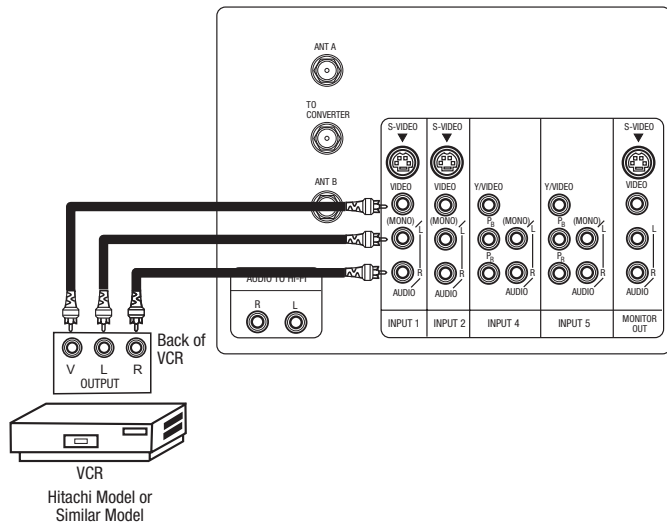 ANT A
TO
CONVERTER
ANT B
AUDIO TO HI-FI
R L
S-VIDEO
VIDEO
(MONO)
L
R
AUDIO
INPUT 1
S-VIDEO
VIDEO
(MONO)
L
R
AUDIO
INPUT 2
Y/VIDEO
PB
(MONO)
L
PB
R
AUDIO
INPUT 4
Y/VIDEO
PB
(MONO)
L
PB
R
AUDIO
INPUT 5
S-VIDEO
VIDEO
L
R
AUDIO
MONITOR
OUT
V L R
OUTPUT
Back of
VCR
VCR
Hitachi Model or
Similar Model